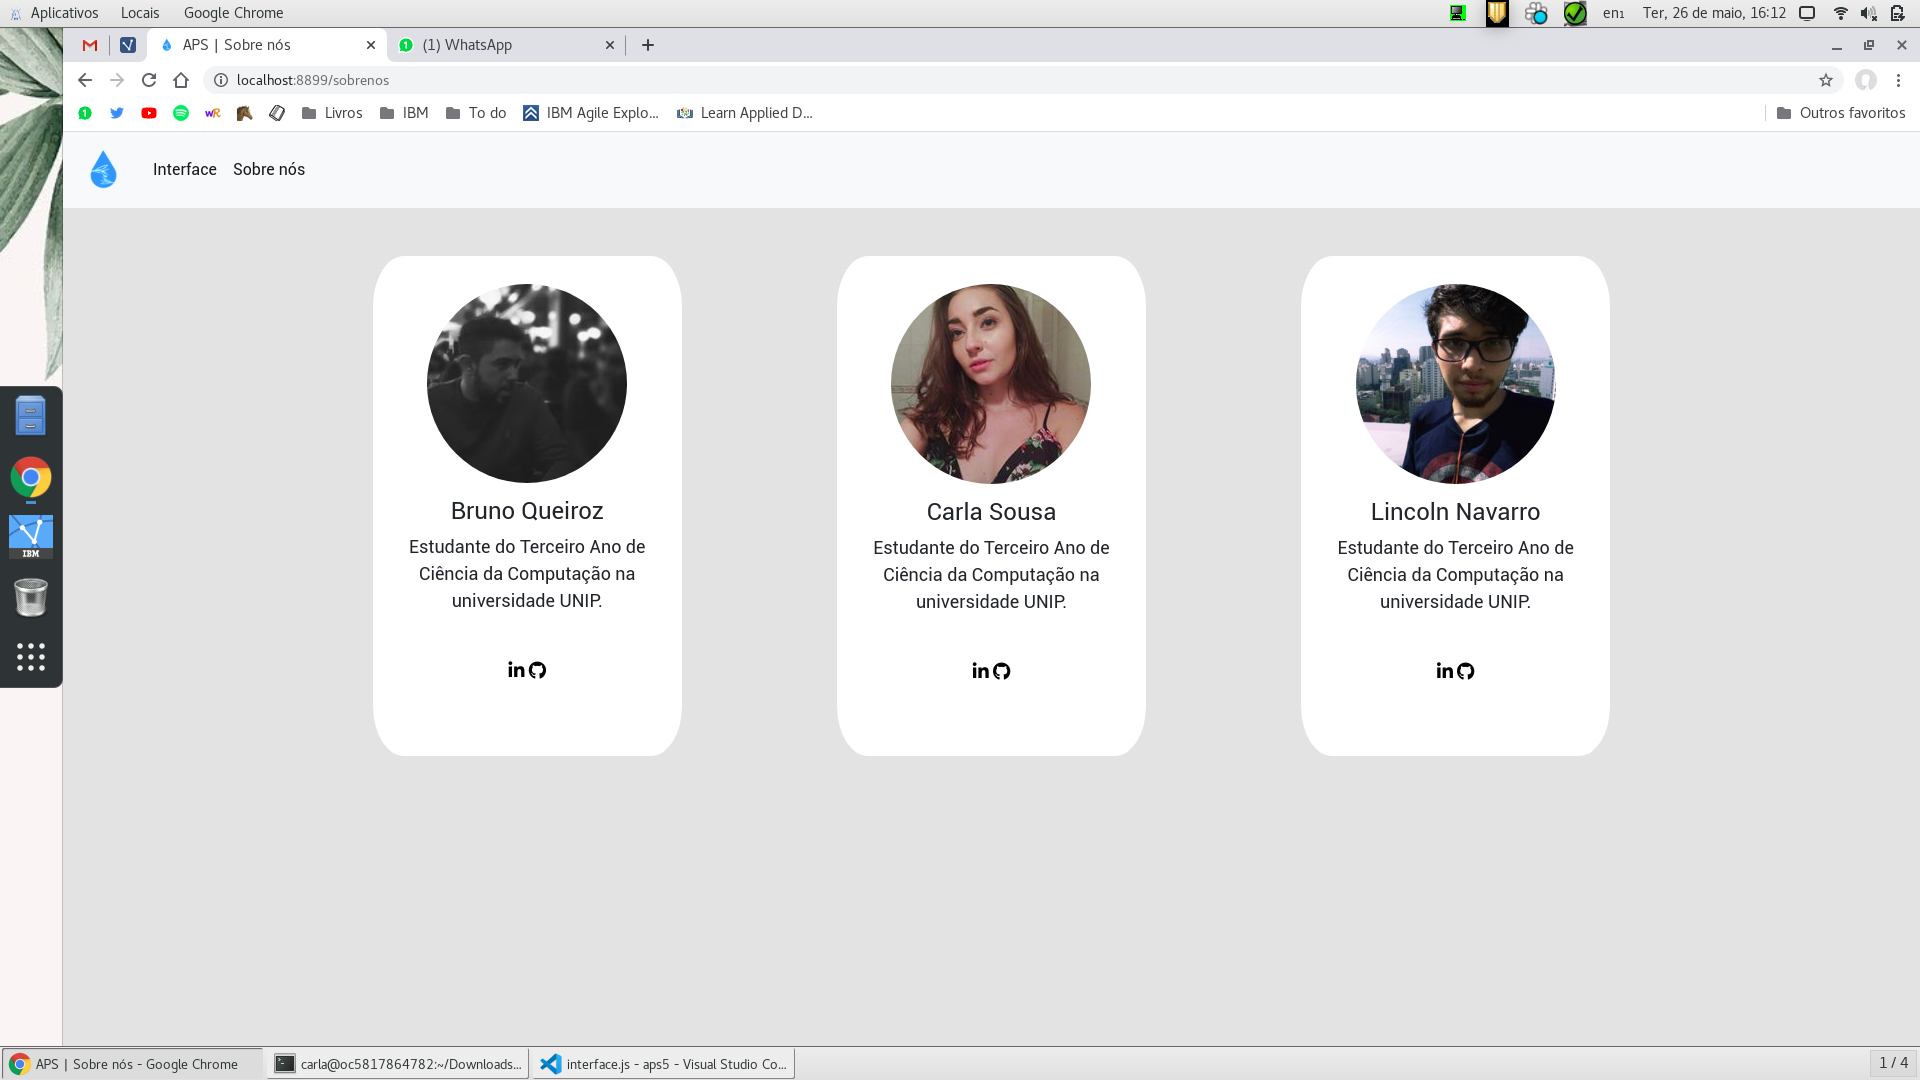 Aplicativos Locais Google Chrome en₁ Ter, 26 de maio, 16:12
APS | Sobre nós (1) WhatsApp
localhost:8899/sobrenos
Livros IBM To do IBM Agile Explo... Learn Applied D... Outros favoritos
Interface Sobre nós
Bruno Queiroz
Estudante do Terceiro Ano de
Ciência da Computação na
universidade UNIP.
in
Carla Sousa
Estudante do Terceiro Ano de
Ciência da Computação na
universidade UNIP.
in
Lincoln Navarro
Estudante do Terceiro Ano de
Ciência da Computação na
universidade UNIP.
in
IBM
APS | Sobre nós - Google Chrome carla@oc5817864782:~/Downloads... interface.js - aps5 - Visual Studio Co... 1 / 4